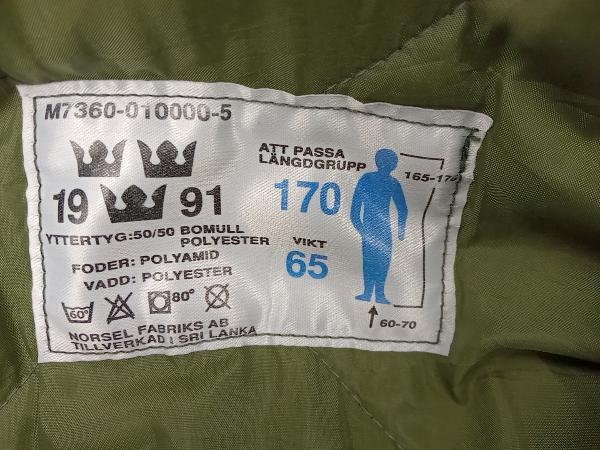 M7360-010000-5
19 91
YTTERTYG:50/50 BOMULL
POLYESTER
FODER: POLYAMID
VADD: POLYESTER
60° 80°
NORSEL FABRIKS AB
TILLVERKAD I SRI LANKA
ATT PASSA
LÄNGDGRUPP
170
VIKT
65
165-174
60-70